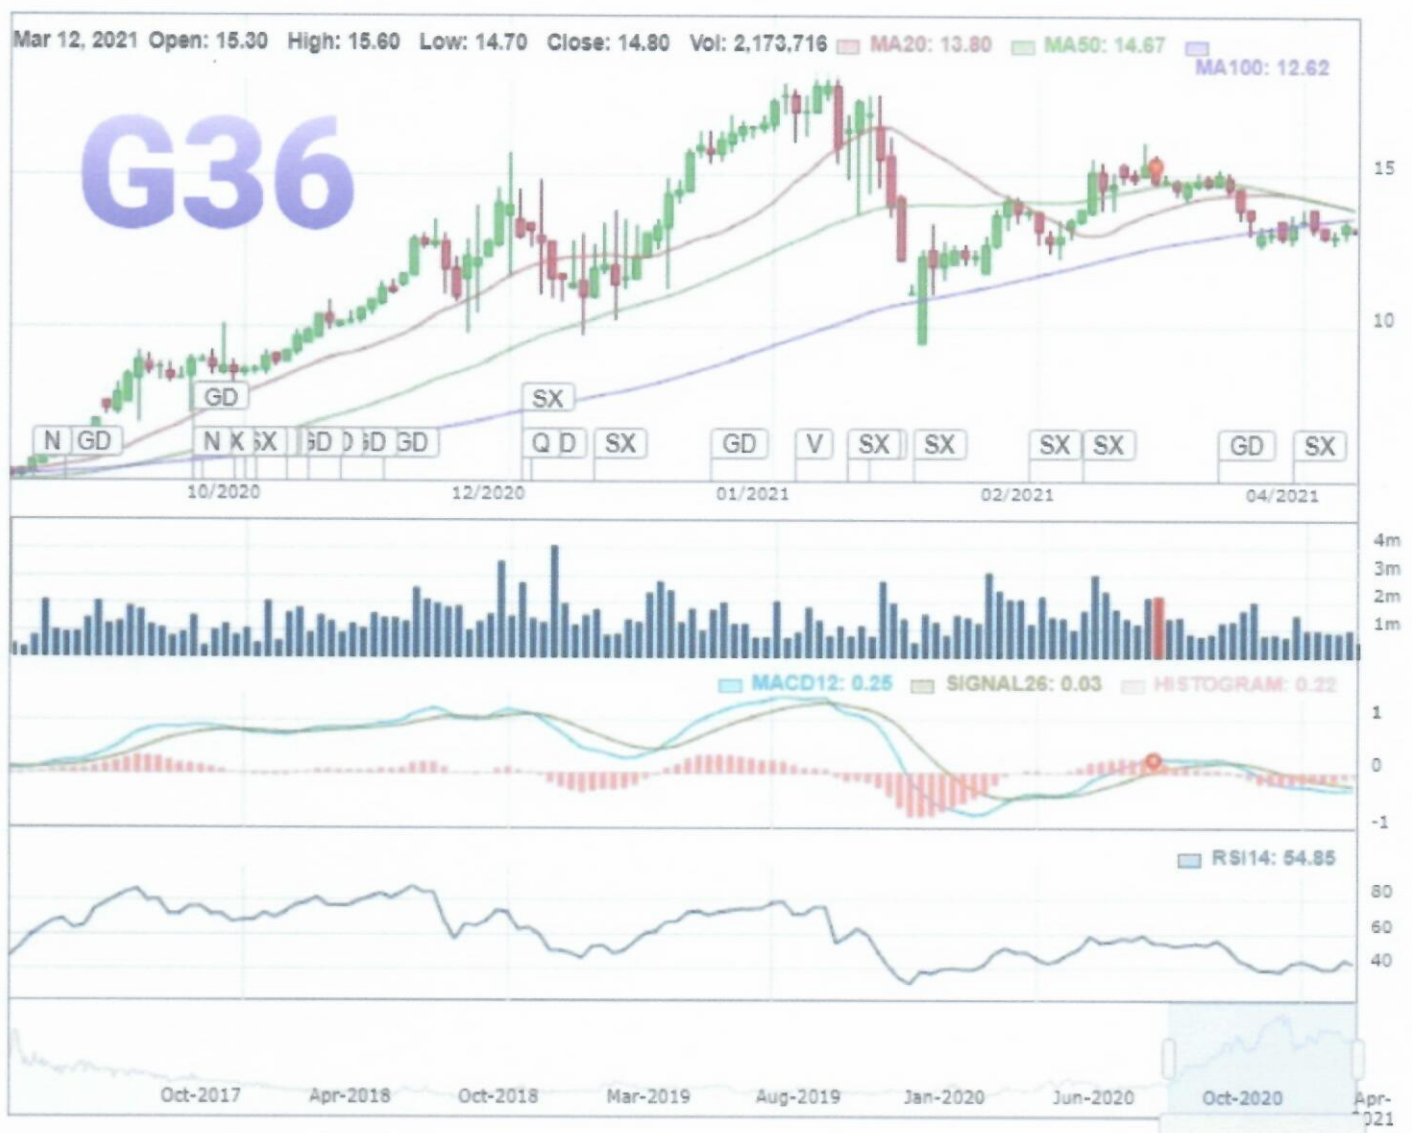 Mar 12, 2021 Open: 15.30 High: 15.60 Low: 14.70 Close: 14.80 Vol: 2,173,716 MA20: 13.80 MA50: 14.67
MA100: 12.62
G36
15
10
GD
SX
N GD N X SX GD D GD GD Q D SX GD V SX SX SX SX GD SX
10/2020 12/2020 01/2021 02/2021 04/2021
4m
3m
2m
1m
MACD12: 0.25 SIGNAL26: 0.03 HISTOGRAM: 0.22
1
0
-1
RSI14: 54.85
80
60
40
Oct-2017 Apr-2018 Oct-2018 Mar-2019 Aug-2019 Jan-2020 Jun-2020 Oct-2020 Apr-
2021